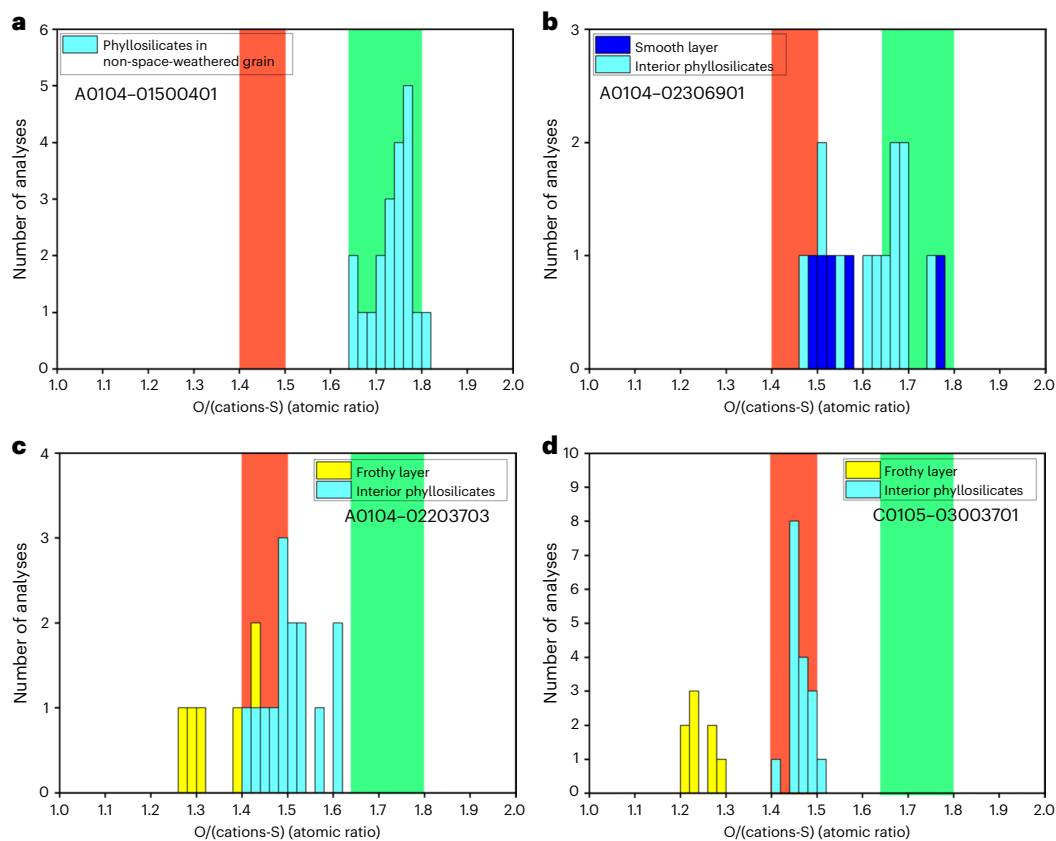 a
6
5
4
3
2
1
0
Number of analyses
Phyllosilicates in
non-space-weathered grain
A0104–01500401
1.0 1.1 1.2 1.3 1.4 1.5 1.6 1.7 1.8 1.9 2.0
O/(cations-S) (atomic ratio)
b
3
2
1
0
Number of analyses
Smooth layer
Interior phyllosilicates
A0104–02306901
1.0 1.1 1.2 1.3 1.4 1.5 1.6 1.7 1.8 1.9 2.0
O/(cations-S) (atomic ratio)
c
4
3
2
1
0
Number of analyses
Frothy layer
Interior phyllosilicates
A0104–02203703
1.0 1.1 1.2 1.3 1.4 1.5 1.6 1.7 1.8 1.9 2.0
O/(cations-S) (atomic ratio)
d
10
9
8
7
6
5
4
3
2
1
0
Number of analyses
Frothy layer
Interior phyllosilicates
C0105–03003701
1.0 1.1 1.2 1.3 1.4 1.5 1.6 1.7 1.8 1.9 2.0
O/(cations-S) (atomic ratio)